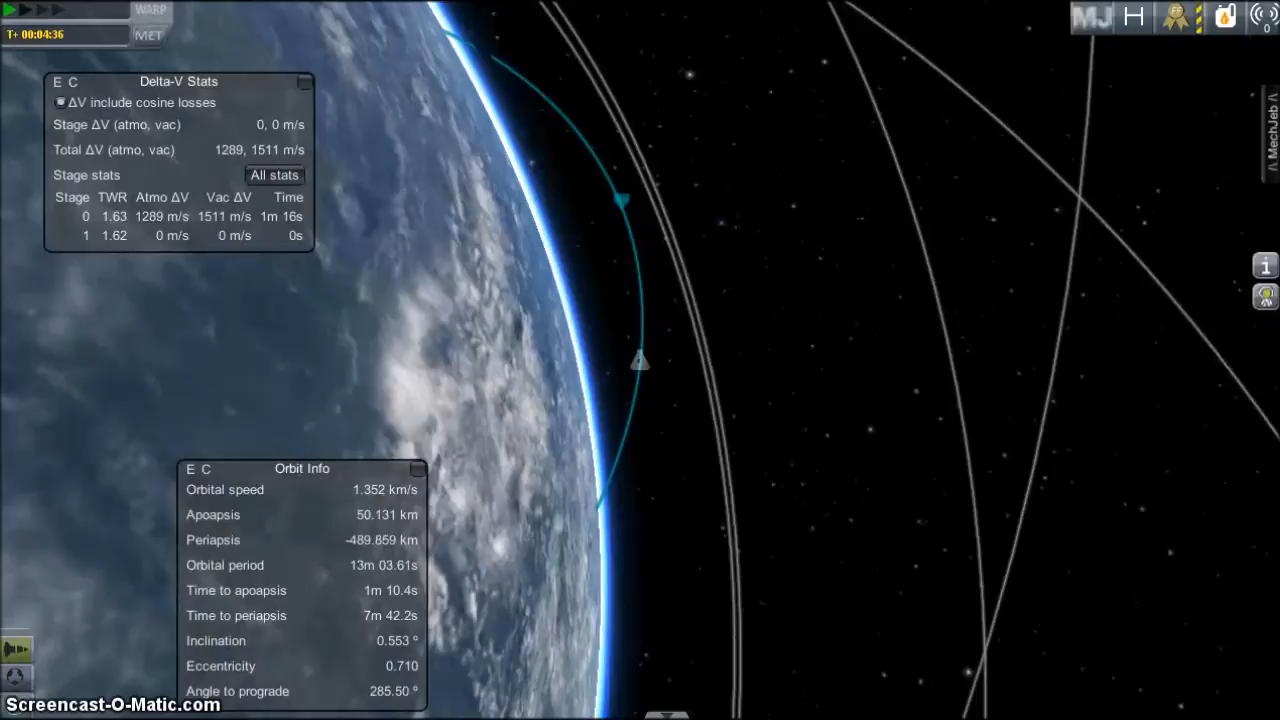 WARP
T+ 00:04:36 MET
MJ
0
E C Delta-V Stats
ΔV include cosine losses
Stage ΔV (atmo, vac) 0, 0 m/s
Total ΔV (atmo, vac) 1289, 1511 m/s
Stage stats All stats
Stage TWR Atmo ΔV Vac ΔV Time
0 1.63 1289 m/s 1511 m/s 1m 16s
1 1.62 0 m/s 0 m/s 0s
/\ MechJeb /\
E C Orbit Info
Orbital speed 1.352 km/s
Apoapsis 50.131 km
Periapsis -489.859 km
Orbital period 13m 03.61s
Time to apoapsis 1m 10.4s
Time to periapsis 7m 42.2s
Inclination 0.553 º
Eccentricity 0.710
Angle to prograde 285.50 º
Screencast-O-Matic.com